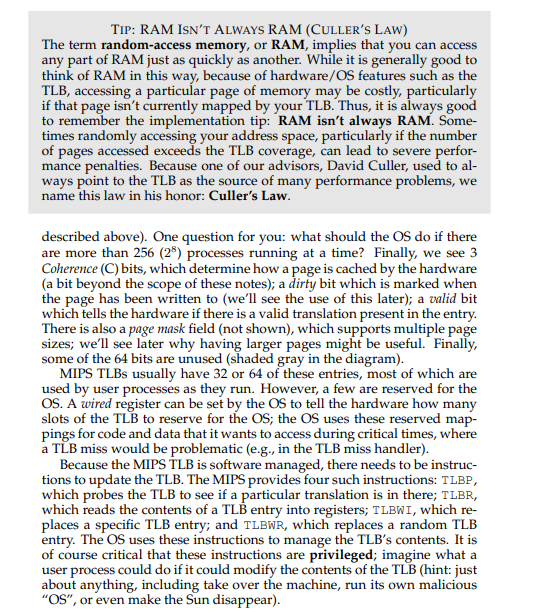 TIP: RAM ISN'T ALWAYS RAM (CULLER'S LAW)
The term random-access memory, or RAM, implies that you can access
any part of RAM just as quickly as another. While it is generally good to
think of RAM in this way, because of hardware/OS features such as the
TLB, accessing a particular page of memory may be costly, particularly
if that page isn't currently mapped by your TLB. Thus, it is always good
to remember the implementation tip: RAM isn't always RAM. Some-
times randomly accessing your address space, particularly if the number
of pages accessed exceeds the TLB coverage, can lead to severe perfor-
mance penalties. Because one of our advisors, David Culler, used to al-
ways point to the TLB as the source of many performance problems, we
name this law in his honor: Culler's Law.
described above). One question for you: what should the OS do if there
are more than 256 (2⁸) processes running at a time? Finally, we see 3
Coherence (C) bits, which determine how a page is cached by the hardware
(a bit beyond the scope of these notes); a dirty bit which is marked when
the page has been written to (we'll see the use of this later); a valid bit
which tells the hardware if there is a valid translation present in the entry.
There is also a page mask field (not shown), which supports multiple page
sizes; we'll see later why having larger pages might be useful. Finally,
some of the 64 bits are unused (shaded gray in the diagram).
MIPS TLBs usually have 32 or 64 of these entries, most of which are
used by user processes as they run. However, a few are reserved for the
OS. A wired register can be set by the OS to tell the hardware how many
slots of the TLB to reserve for the OS; the OS uses these reserved map-
pings for code and data that it wants to access during critical times, where
a TLB miss would be problematic (e.g., in the TLB miss handler).
Because the MIPS TLB is software managed, there needs to be instruc-
tions to update the TLB. The MIPS provides four such instructions: TLBP,
which probes the TLB to see if a particular translation is in there; TLBR,
which reads the contents of a TLB entry into registers; TLBWI, which re-
places a specific TLB entry; and TLBWR, which replaces a random TLB
entry. The OS uses these instructions to manage the TLB's contents. It is
of course critical that these instructions are privileged; imagine what a
user process could do if it could modify the contents of the TLB (hint: just
about anything, including take over the machine, run its own malicious
"OS", or even make the Sun disappear).